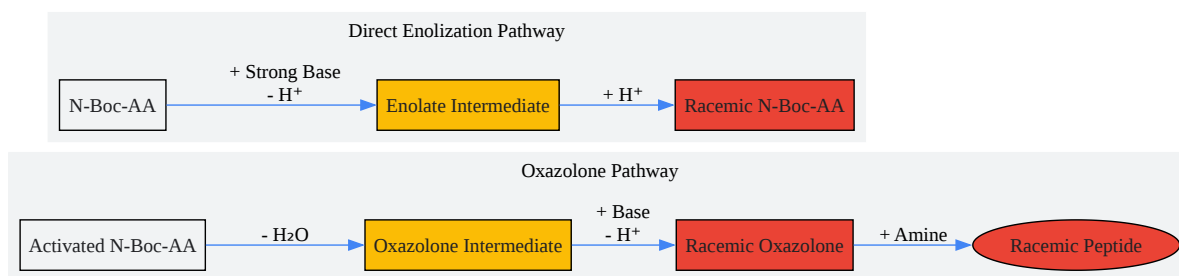 Direct Enolization Pathway
N-Boc-AA
+ Strong Base
- H⁺
Enolate Intermediate
+ H⁺
Racemic N-Boc-AA
Oxazolone Pathway
Activated N-Boc-AA
- H₂O
Oxazolone Intermediate
+ Base
- H⁺
Racemic Oxazolone
+ Amine
Racemic Peptide